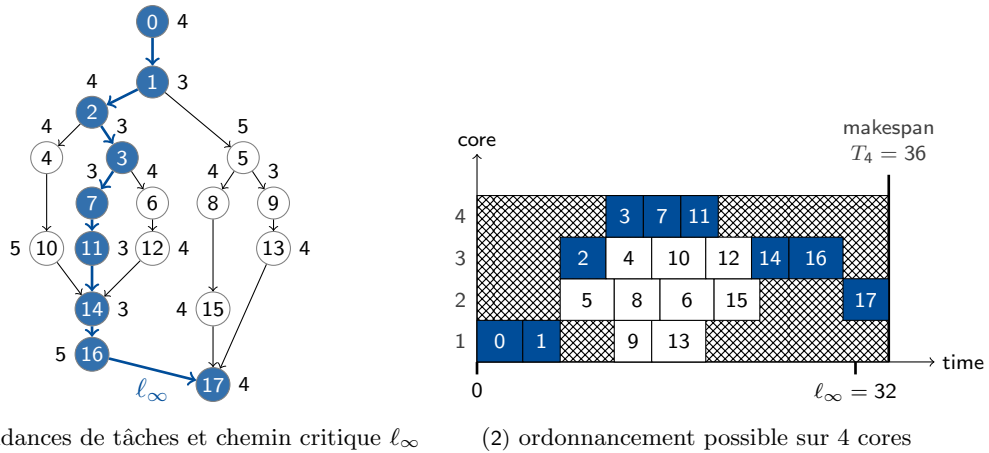 0 4
1 3
4
2
4 3
5
4 3 5
3 4 4 3
7 6 8 9
5 10 11 3 12 4 13 4
14 3 4 15
5 16
17 4
ℓ∞
dances de tâches et chemin critique ℓ∞
makespan
T4 = 36
core
4 3 7 11
3 2 4 10 12 14 16
2 5 8 6 15 17
1 0 1 9 13
time
0 ℓ∞ = 32
(2) ordonnancement possible sur 4 cores